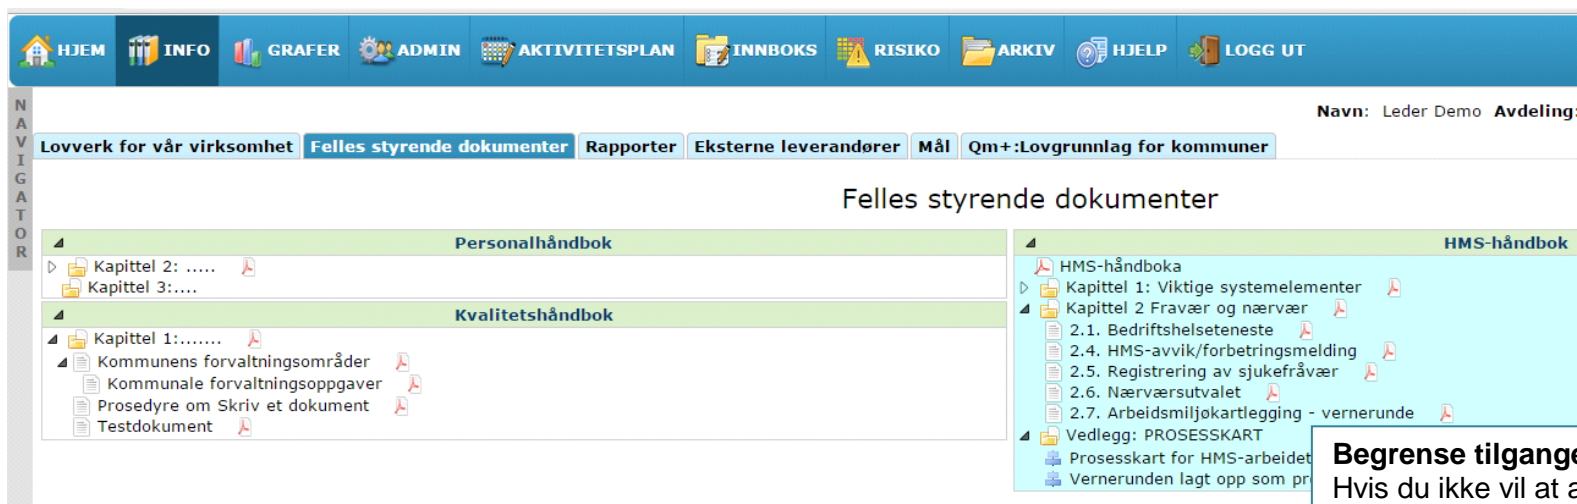 HJEM INFO GRAFER ADMIN AKTIVITETSPLAN INNBOKS RISIKO ARKIV HJELP LOGG UT
NAVIGATOR
Navn: Leder Demo Avdeling:
Lovverk for vår virksomhet Felles styrende dokumenter Rapporter Eksterne leverandører Mål Qm+:Lovgrunnlag for kommuner
Felles styrende dokumenter
Personalhåndbok
Kapittel 2: .....
Kapittel 3:....
Kvalitetshåndbok
Kapittel 1:.......
Kommunens forvaltningsområder
Kommunale forvaltningsoppgaver
Prosedyre om Skriv et dokument
Testdokument
HMS-håndbok
HMS-håndboka
Kapittel 1: Viktige systemelementer
Kapittel 2 Fravær og nærvær
2.1. Bedriftshelseteneste
2.4. HMS-avvik/forbetringsmelding
2.5. Registrering av sjukefråvær
2.6. Nærværsutvalet
2.7. Arbeidsmiljøkartlegging - vernerunde
Vedlegg: PROSESSKART
Prosesskart for HMS-arbeidet
Vernerunden lagt opp som pr
Begrense tilgange
Hvis du ikke vil at a